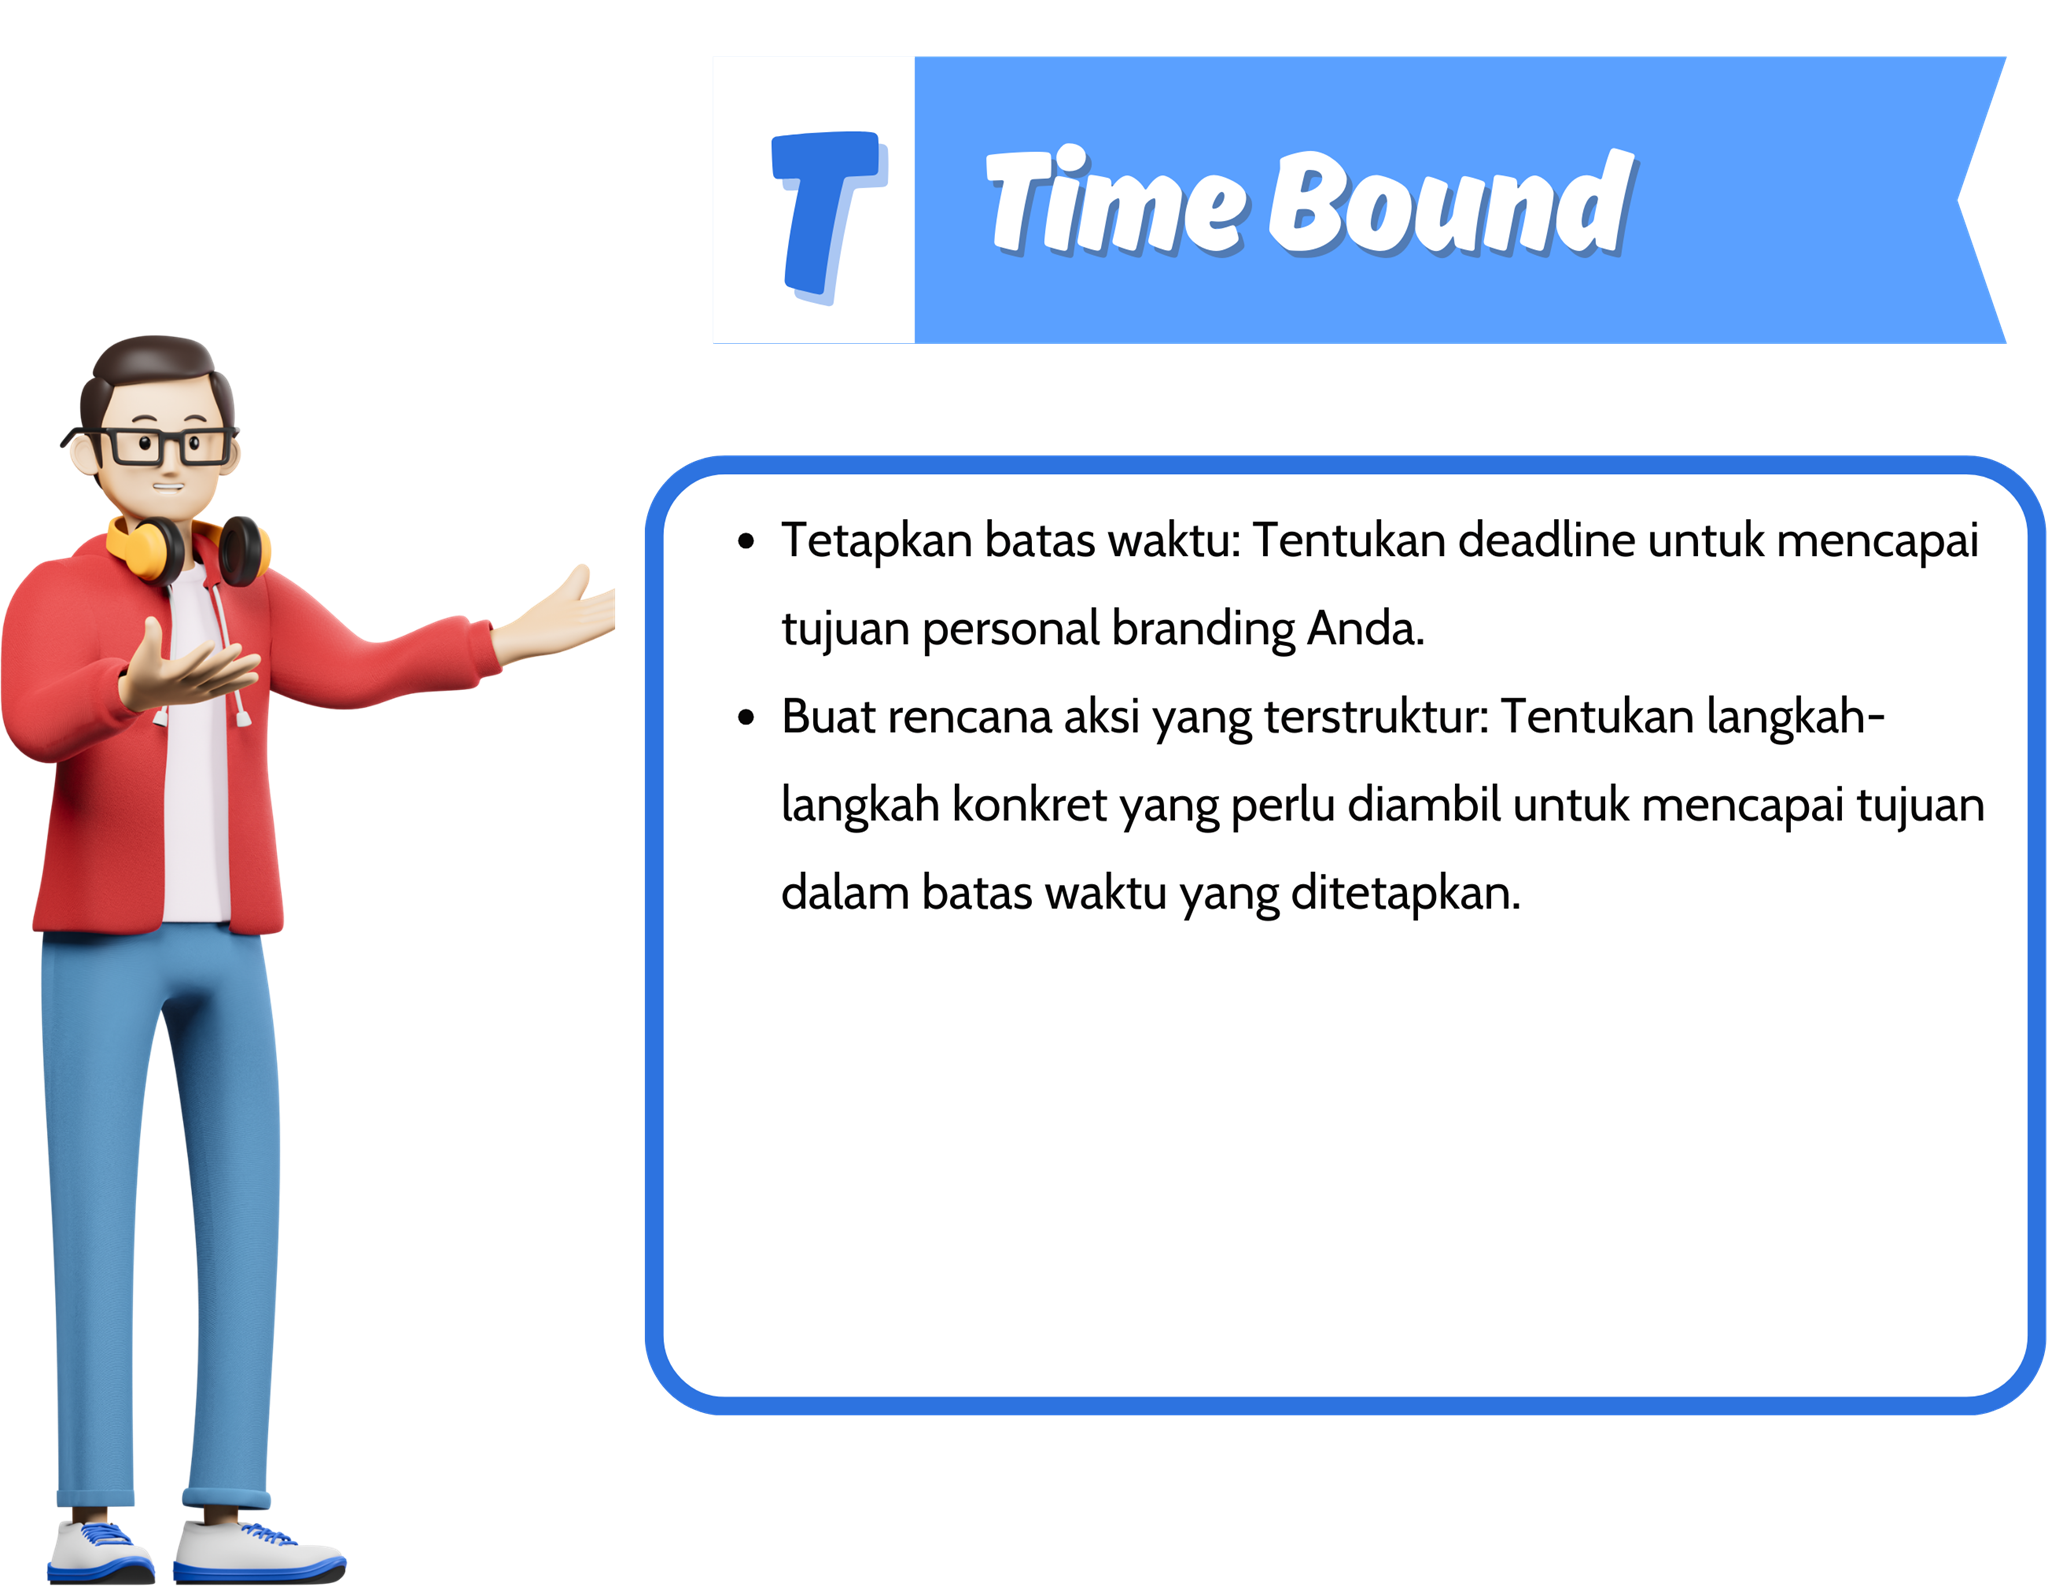 T
Time Bound
• Tetapkan batas waktu: Tentukan deadline untuk mencapai
tujuan personal branding Anda.
• Buat rencana aksi yang terstruktur: Tentukan langkah-
langkah konkret yang perlu diambil untuk mencapai tujuan
dalam batas waktu yang ditetapkan.